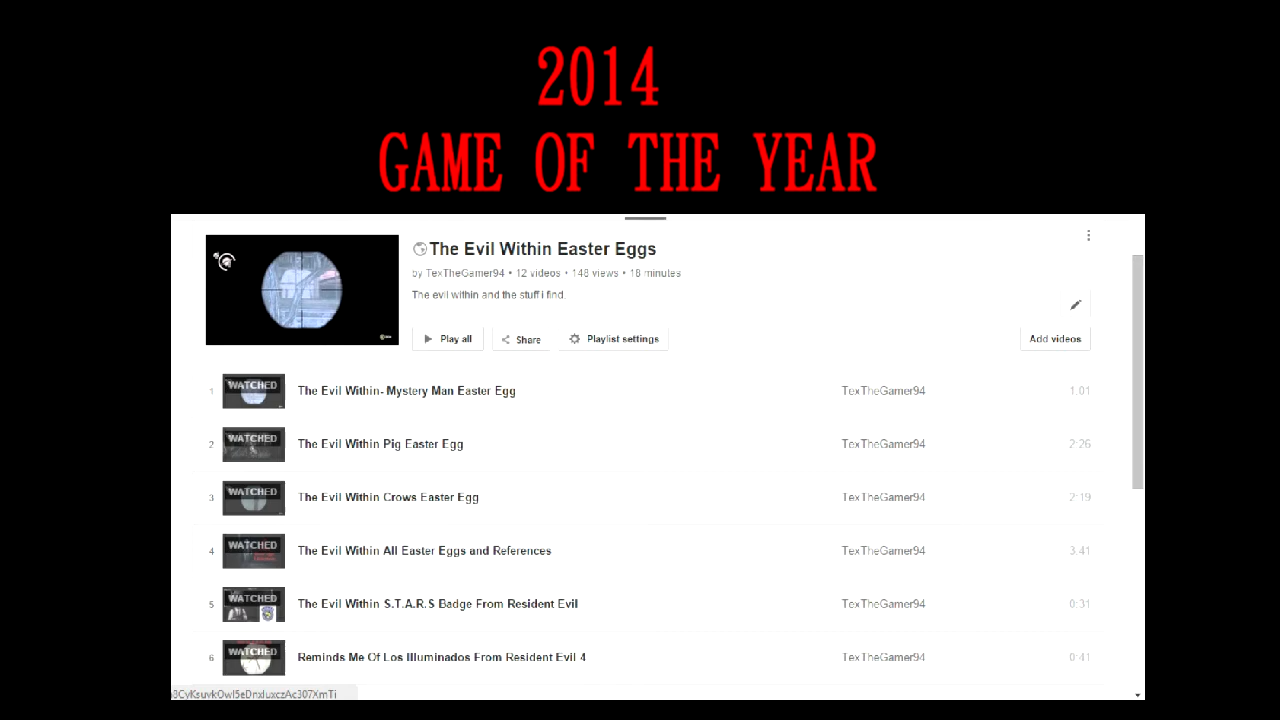 2014
GAME OF THE YEAR
The Evil Within Easter Eggs
by TexTheGamer94 • 12 videos • 148 views • 18 minutes
The evil within and the stuff i find.
Play all Share Playlist settings Add videos
1 WATCHED The Evil Within- Mystery Man Easter Egg TexTheGamer94 1:01
2 WATCHED The Evil Within Pig Easter Egg TexTheGamer94 2:26
3 WATCHED The Evil Within Crows Easter Egg TexTheGamer94 2:19
4 WATCHED The Evil Within All Easter Eggs and References TexTheGamer94 3:41
5 WATCHED The Evil Within S.T.A.R.S Badge From Resident Evil TexTheGamer94 0:31
6 WATCHED Reminds Me Of Los Illuminados From Resident Evil 4 TexTheGamer94 0:41